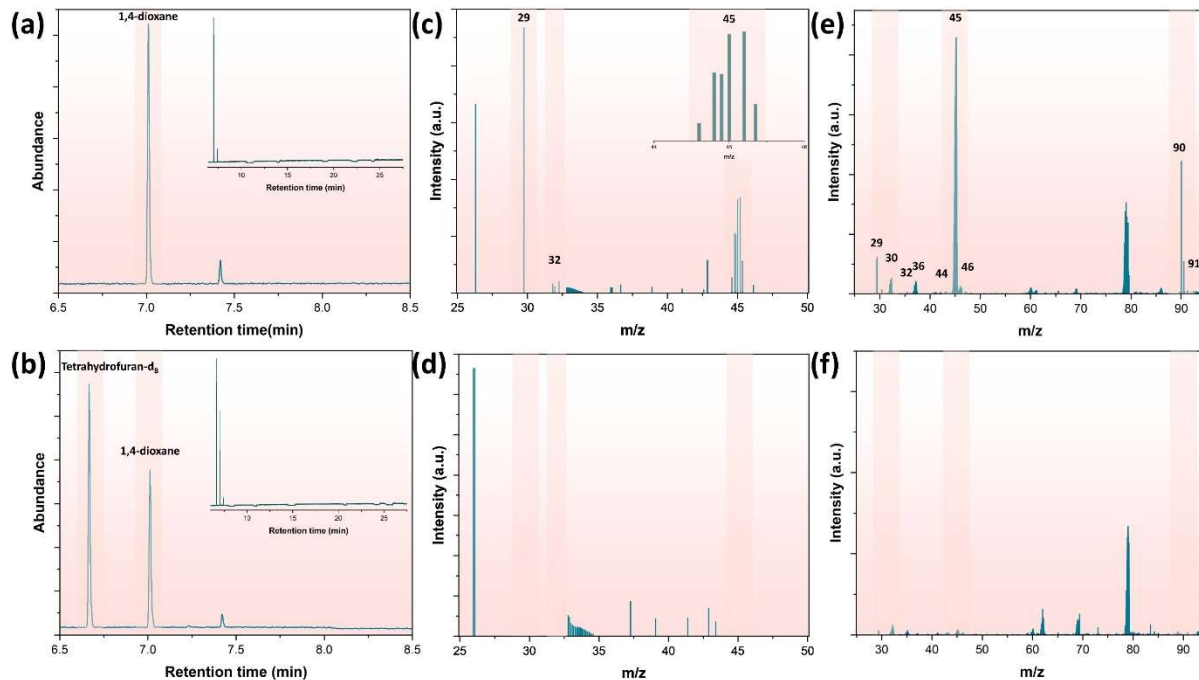 (a)
1,4-dioxane
Abundance
10 15 20 25
Retention time (min)
6.5 7.0 7.5 8.0 8.5
Retention time(min)
(c)
29
45
32
Intensity (a.u.)
m/z
25 30 35 40 45 50
m/z
(e)
45
90
29
30
32
36
44
46
91
Intensity (a.u.)
30 40 50 60 70 80 90
m/z
(b)
Tetrahydrofuran-d8
1,4-dioxane
Abundance
10 15 20 25
Retention time (min)
6.5 7.0 7.5 8.0 8.5
Retention time (min)
(d)
Intensity (a.u.)
25 30 35 40 45 50
m/z
(f)
Intensity (a.u.)
30 40 50 60 70 80 90
m/z